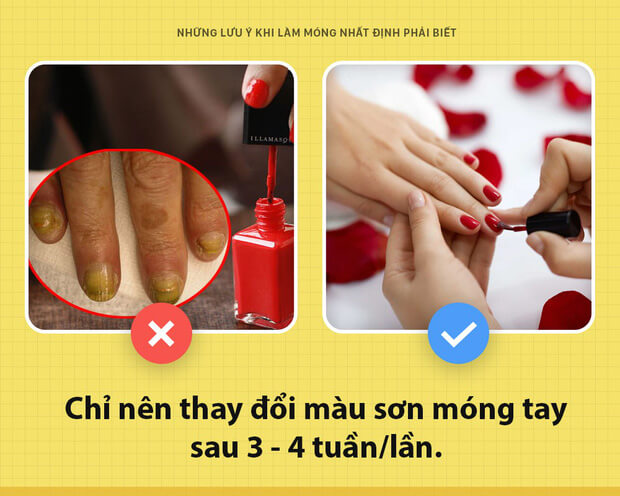 NHỮNG LƯU Ý KHI LÀM MÓNG NHẤT ĐỊNH PHẢI BIẾT
ILLAMASQ
Chỉ nên thay đổi màu sơn móng tay
sau 3 - 4 tuần/lần.